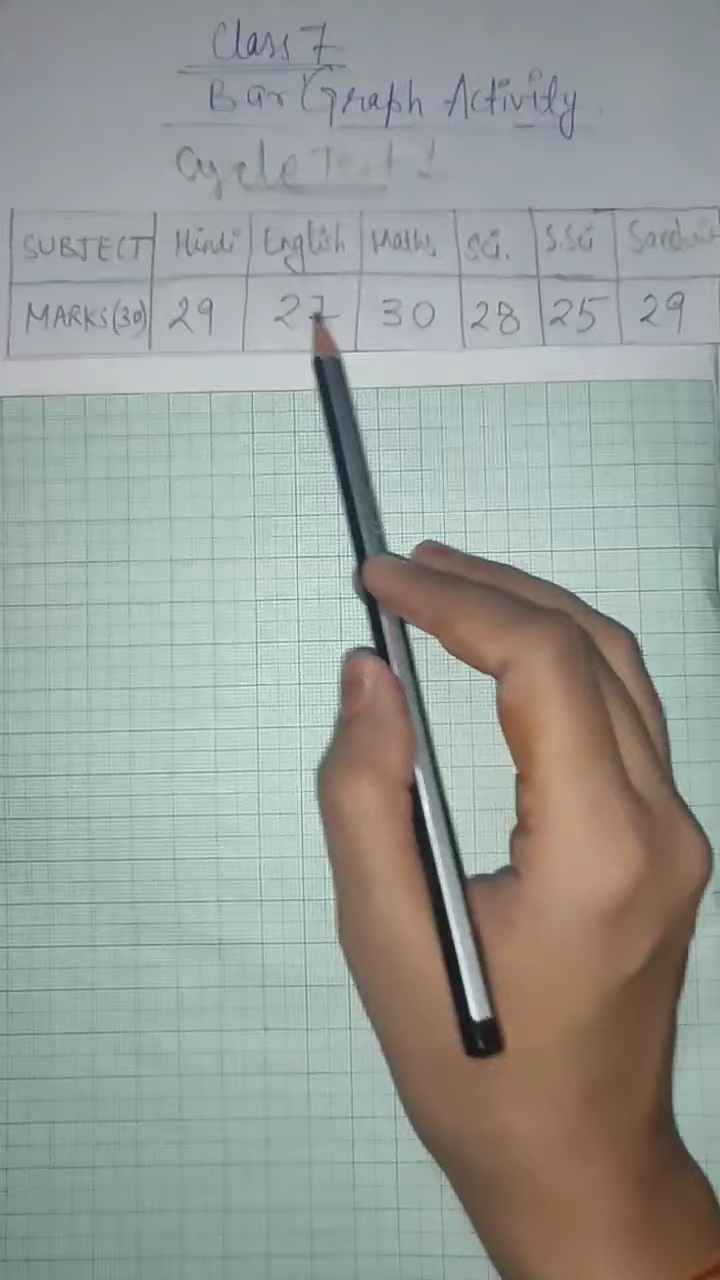 Class 7
Bar Graph Activity.
Cycle Test 1
SUBJECT Hindi English Maths Sci. S.Sci
MARKS(30) 29 27 30 28 25 29